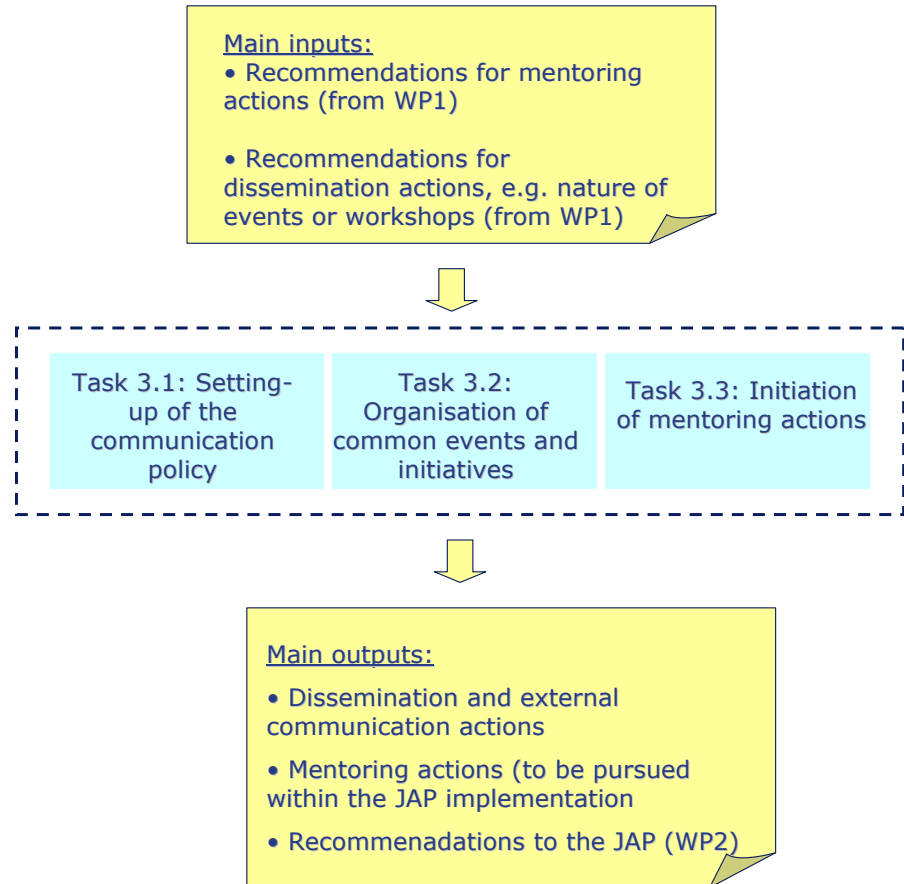 Main inputs:
• Recommendations for mentoring
actions (from WP1)
• Recommendations for
dissemination actions, e.g. nature of
events or workshops (from WP1)
Task 3.1: Setting-
up of the
communication
policy
Task 3.2:
Organisation of
common events and
initiatives
Task 3.3: Initiation
of mentoring actions
Main outputs:
• Dissemination and external
communication actions
• Mentoring actions (to be pursued
within the JAP implementation
• Recommenadations to the JAP (WP2)